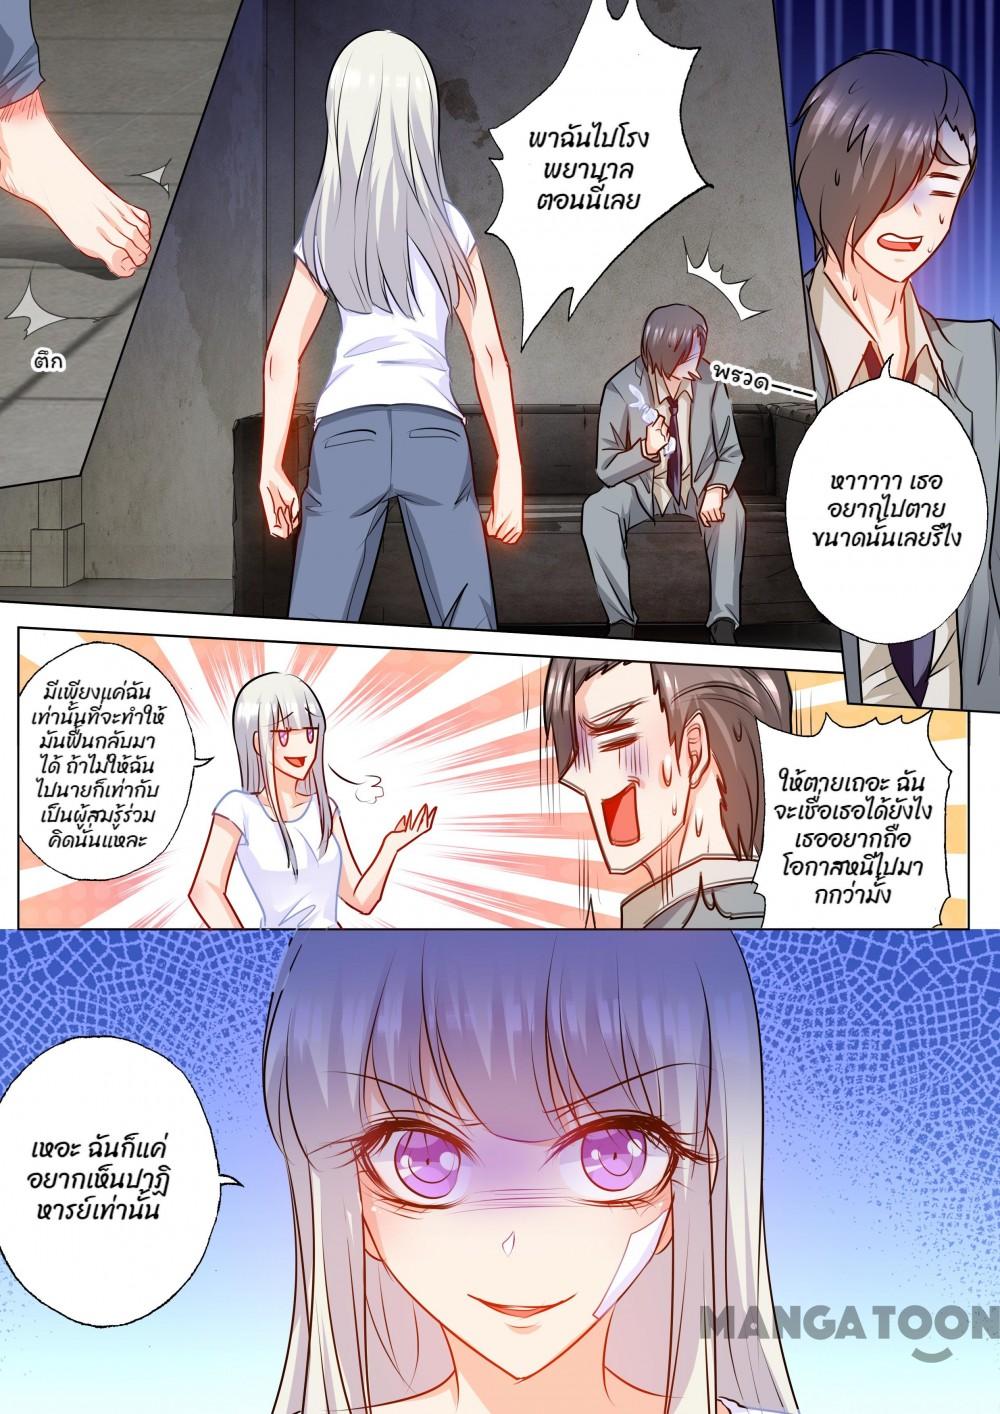 พาฉันไปโรง
พยาบาล
ตอนนี้เลย
ตึก
พรวด——
หาาาาา เธอ
อยากไปตาย
ขนาดนั้นเลยรึไง
มีเพียงแค่ฉัน
เท่านั้นที่จะทำให้
มันฟื้นกลับมา
ได้ ถ้าไม่ให้ฉัน
ไปนายก็เท่ากับ
เป็นผู้สมรู้ร่วม
คิดนั่นแหละ
ให้ตายเถอะ ฉัน
จะเชื่อเธอได้ยังไง
เธออยากถือ
โอกาสหนีไปมา
กกว่ามั้ง
เหอะ ฉันก็แค่
อยากเห็นปาฏิ
หารย์เท่านั้น
MANGATOON